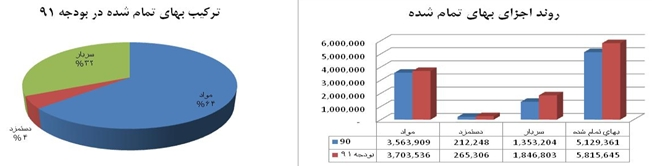 ترکیب بهای تمام شده در بودجه ۹۱
سربار
%۳۲
مواد
%۶۴
دستمزد
%۴
روند اجزای بهای تمام شده
6,000,000
5,000,000
4,000,000
3,000,000
2,000,000
1,000,000
-
مواد دستمزد سربار بهای تمام شده
90 3,563,909 212,248 1,353,204 5,129,361
بودجه ۹۱ 3,703,536 265,306 1,846,803 5,815,645